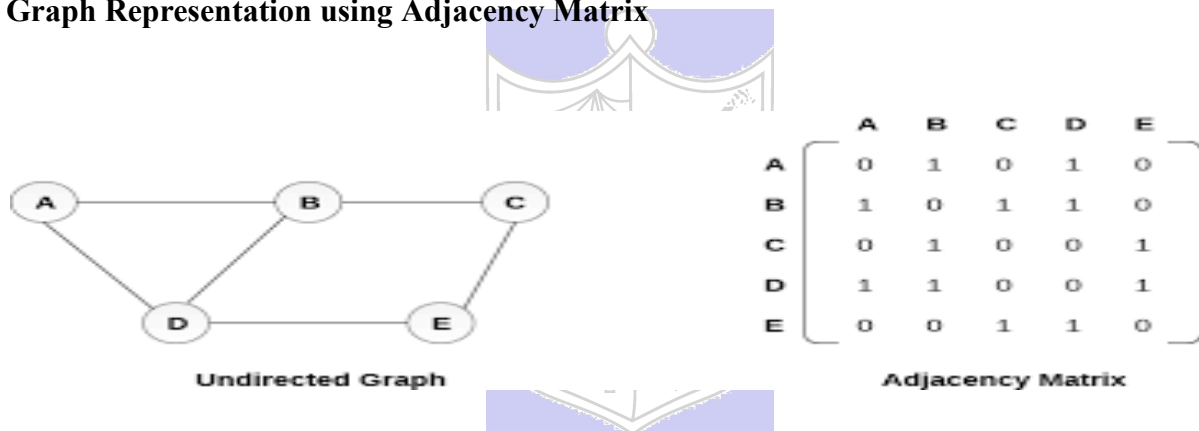 Graph Representation using Adjacency Matrix
A B C D E
A 0 1 0 1 0
A B C B 1 0 1 1 0
C 0 1 0 0 1
D 1 1 0 0 1
D E E 0 0 1 1 0
Undirected Graph Adjacency Matrix